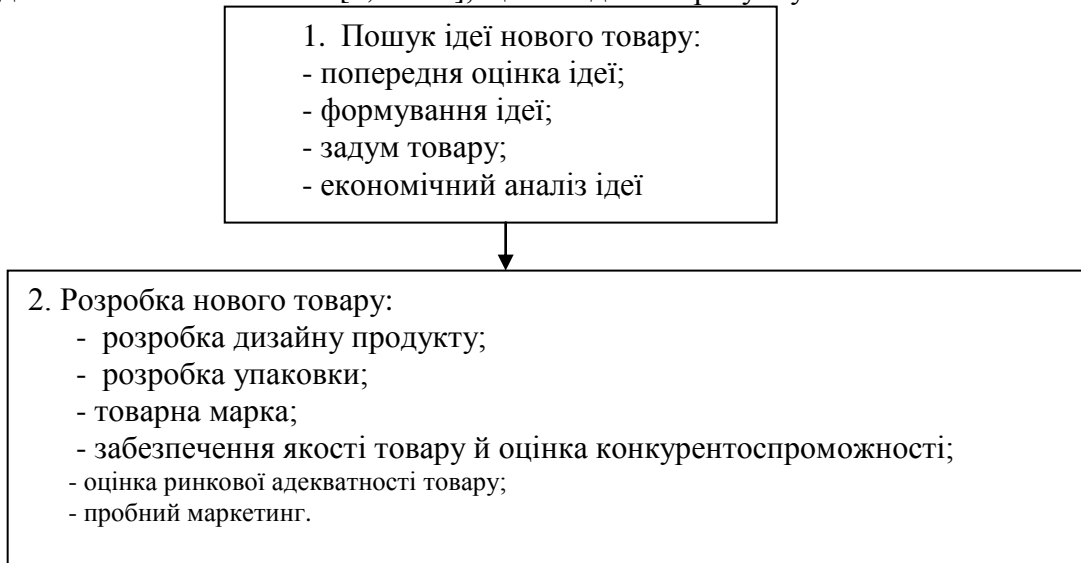 1. Пошук ідеї нового товару:
- попередня оцінка ідеї;
- формування ідеї;
- задум товару;
- економічний аналіз ідеї
2. Розробка нового товару:
- розробка дизайну продукту;
- розробка упаковки;
- товарна марка;
- забезпечення якості товару й оцінка конкурентоспроможності;
- оцінка ринкової адекватності товару;
- пробний маркетинг.